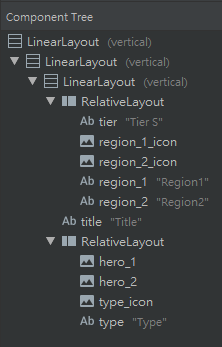 Component Tree
LinearLayout (vertical)
LinearLayout (vertical)
LinearLayout (vertical)
RelativeLayout
Ab tier "Tier S"
region_1_icon
region_2_icon
Ab region_1 "Region1"
Ab region_2 "Region2"
Ab title "Title"
RelativeLayout
hero_1
hero_2
type_icon
Ab type "Type"